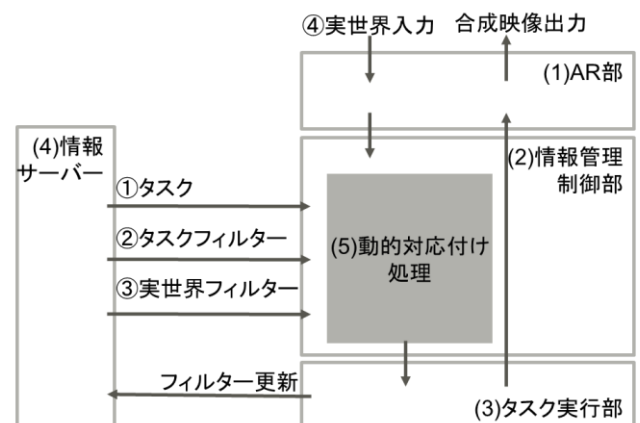 ④実世界入力 合成映像出力
(1)AR部
(4)情報
サーバー
(2)情報管理
制御部
①タスク
②タスクフィルター
(5)動的対応付け
処理
③実世界フィルター
フィルター更新
(3)タスク実行部